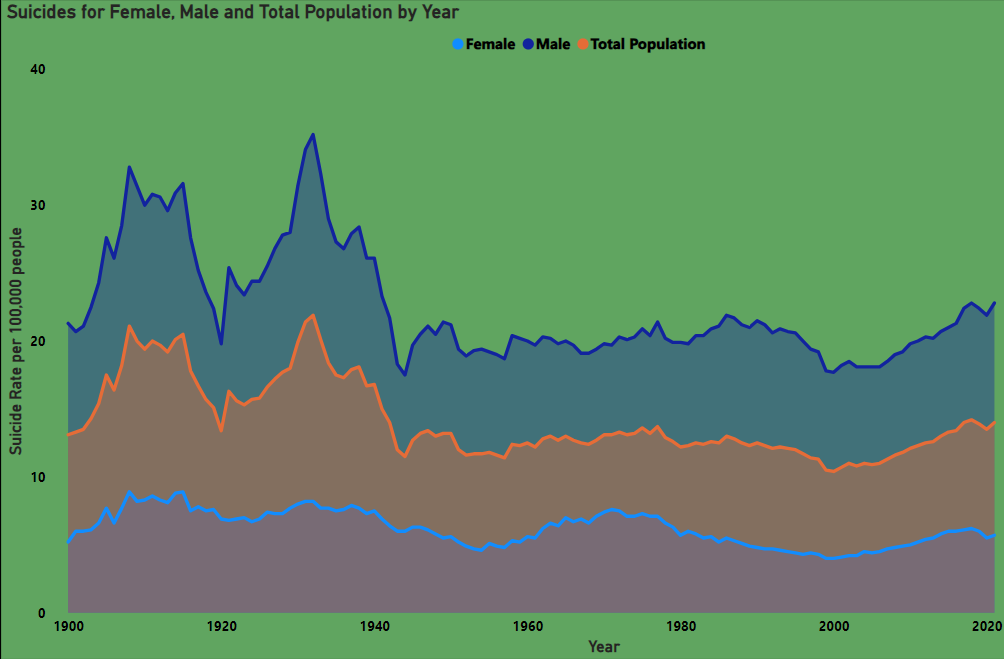 Suicides for Female, Male and Total Population by Year
Female Male Total Population
40
30
20
10
0
Suicide Rate per 100,000 people
1900 1920 1940 1960 1980 2000 2020
Year